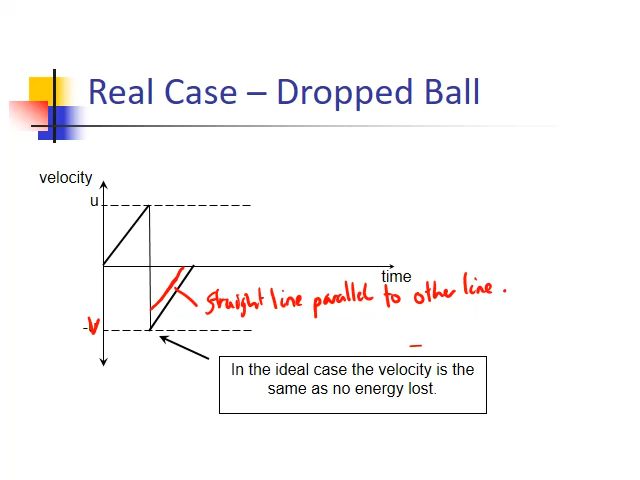 Real Case – Dropped Ball
velocity
u
time
straight line parallel to other line.
-v
In the ideal case the velocity is the
same as no energy lost.